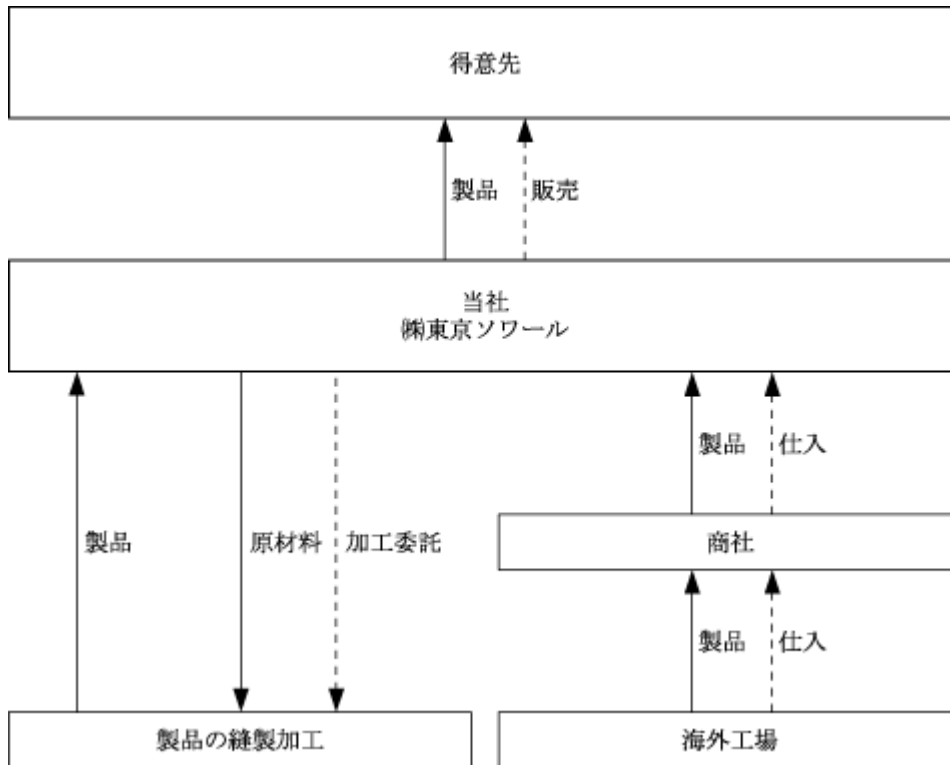 得意先
製品
販売
当社
㈱東京ソワール
製品
仕入
製品
原材料
加工委託
商社
製品
仕入
製品の縫製加工
海外工場